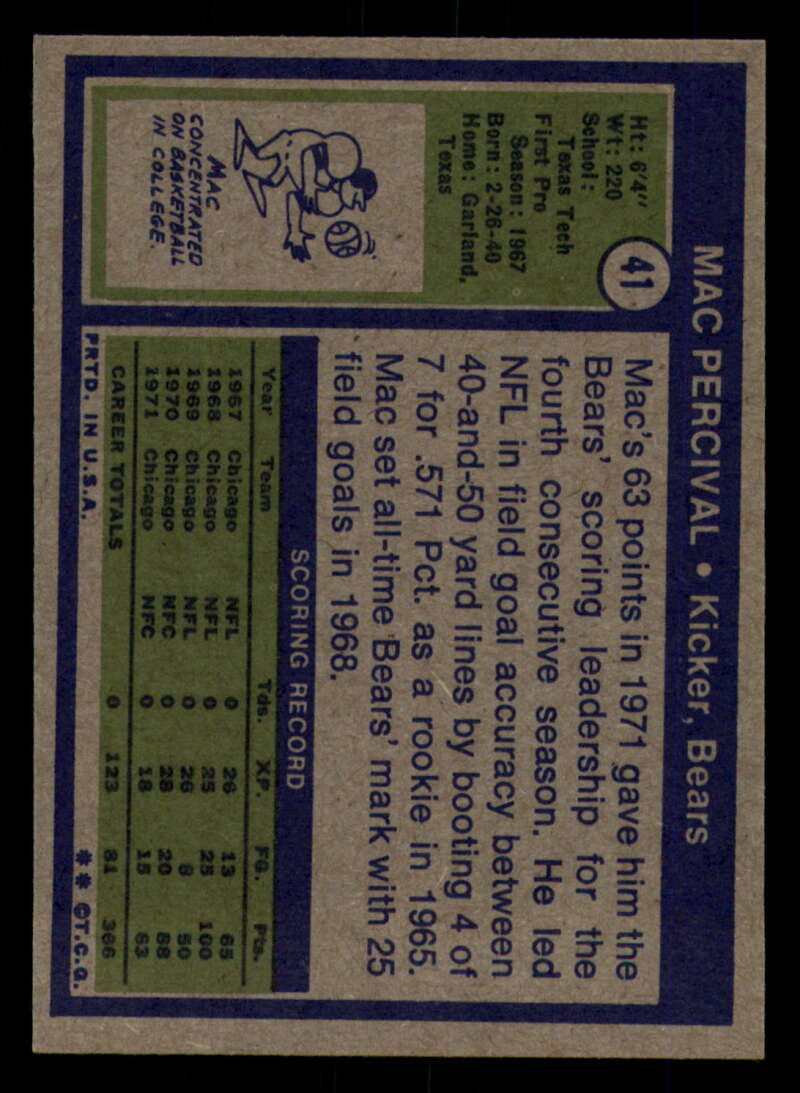 MAC PERCIVAL • Kicker, Bears
41
Ht: 6'4"
Wt: 220
School:
Texas Tech
First Pro
Season: 1967
Born: 2-26-40
Home: Garland,
Texas
MAC
CONCENTRATED
ON BASKETBALL
IN COLLEGE.
Mac's 63 points in 1971 gave him the
Bears' scoring leadership for the
fourth consecutive season. He led
NFL in field goal accuracy between
40-and-50 yard lines by booting 4 of
7 for .571 Pct. as a rookie in 1965.
Mac set all-time Bears' mark with 25
field goals in 1968.
SCORING RECORD
Year Team Tds. XP. FG. Pts.
1967 Chicago NFL 0 26 13 65
1968 Chicago NFL 0 25 25 100
1969 Chicago NFL 0 26 8 50
1970 Chicago NFC 0 28 20 88
1971 Chicago NFC 0 18 15 63
CAREER TOTALS 0 123 81 366
PRTD. IN U.S.A. ** ©T.C.G.